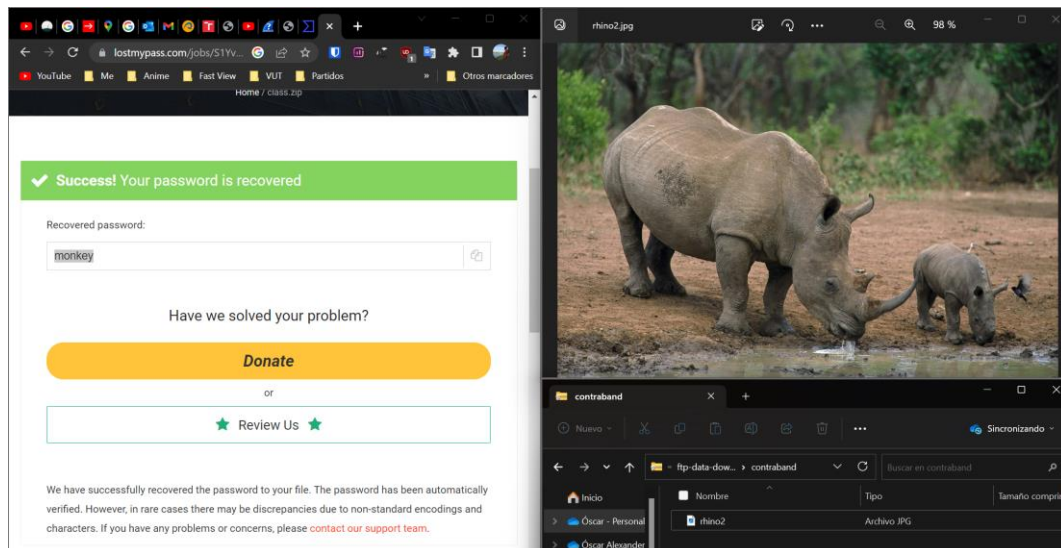 lostmypass.com/jobs/S1Yv...
YouTube
Me
Anime
Fast View
VUT
Partidos
»
Otros marcadores
Home / class.zip
Success! Your password is recovered
Recovered password:
monkey
Have we solved your problem?
Donate
or
Review Us
We have successfully recovered the password to your file. The password has been automatically
verified. However, in rare cases there may be discrepancies due to non-standard encodings and
characters. If you have any problems or concerns, please contact our support team.
rhino2.jpg
98 %
contraband
Nuevo
Sincronizando
ftp-data-dow... › contraband
Buscar en contraband
Inicio
Óscar - Personal
Óscar Alexander
Nombre
Tipo
Tamaño compri
rhino2
Archivo JPG